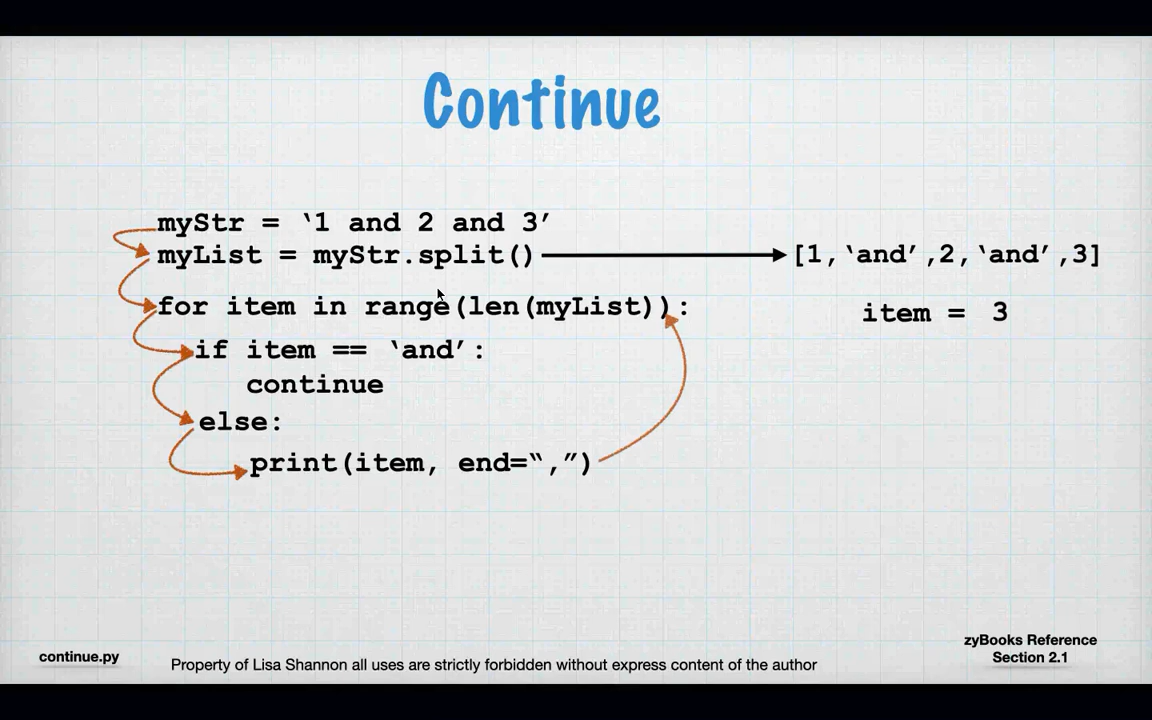 Continue
myStr = ‘1 and 2 and 3’
myList = myStr.split()
[1,‘and’,2,‘and’,3]
for item in range(len(myList)):
item = 3
if item == ‘and’:
continue
else:
print(item, end=“,”)
zyBooks Reference
Section 2.1
continue.py
Property of Lisa Shannon all uses are strictly forbidden without express content of the author